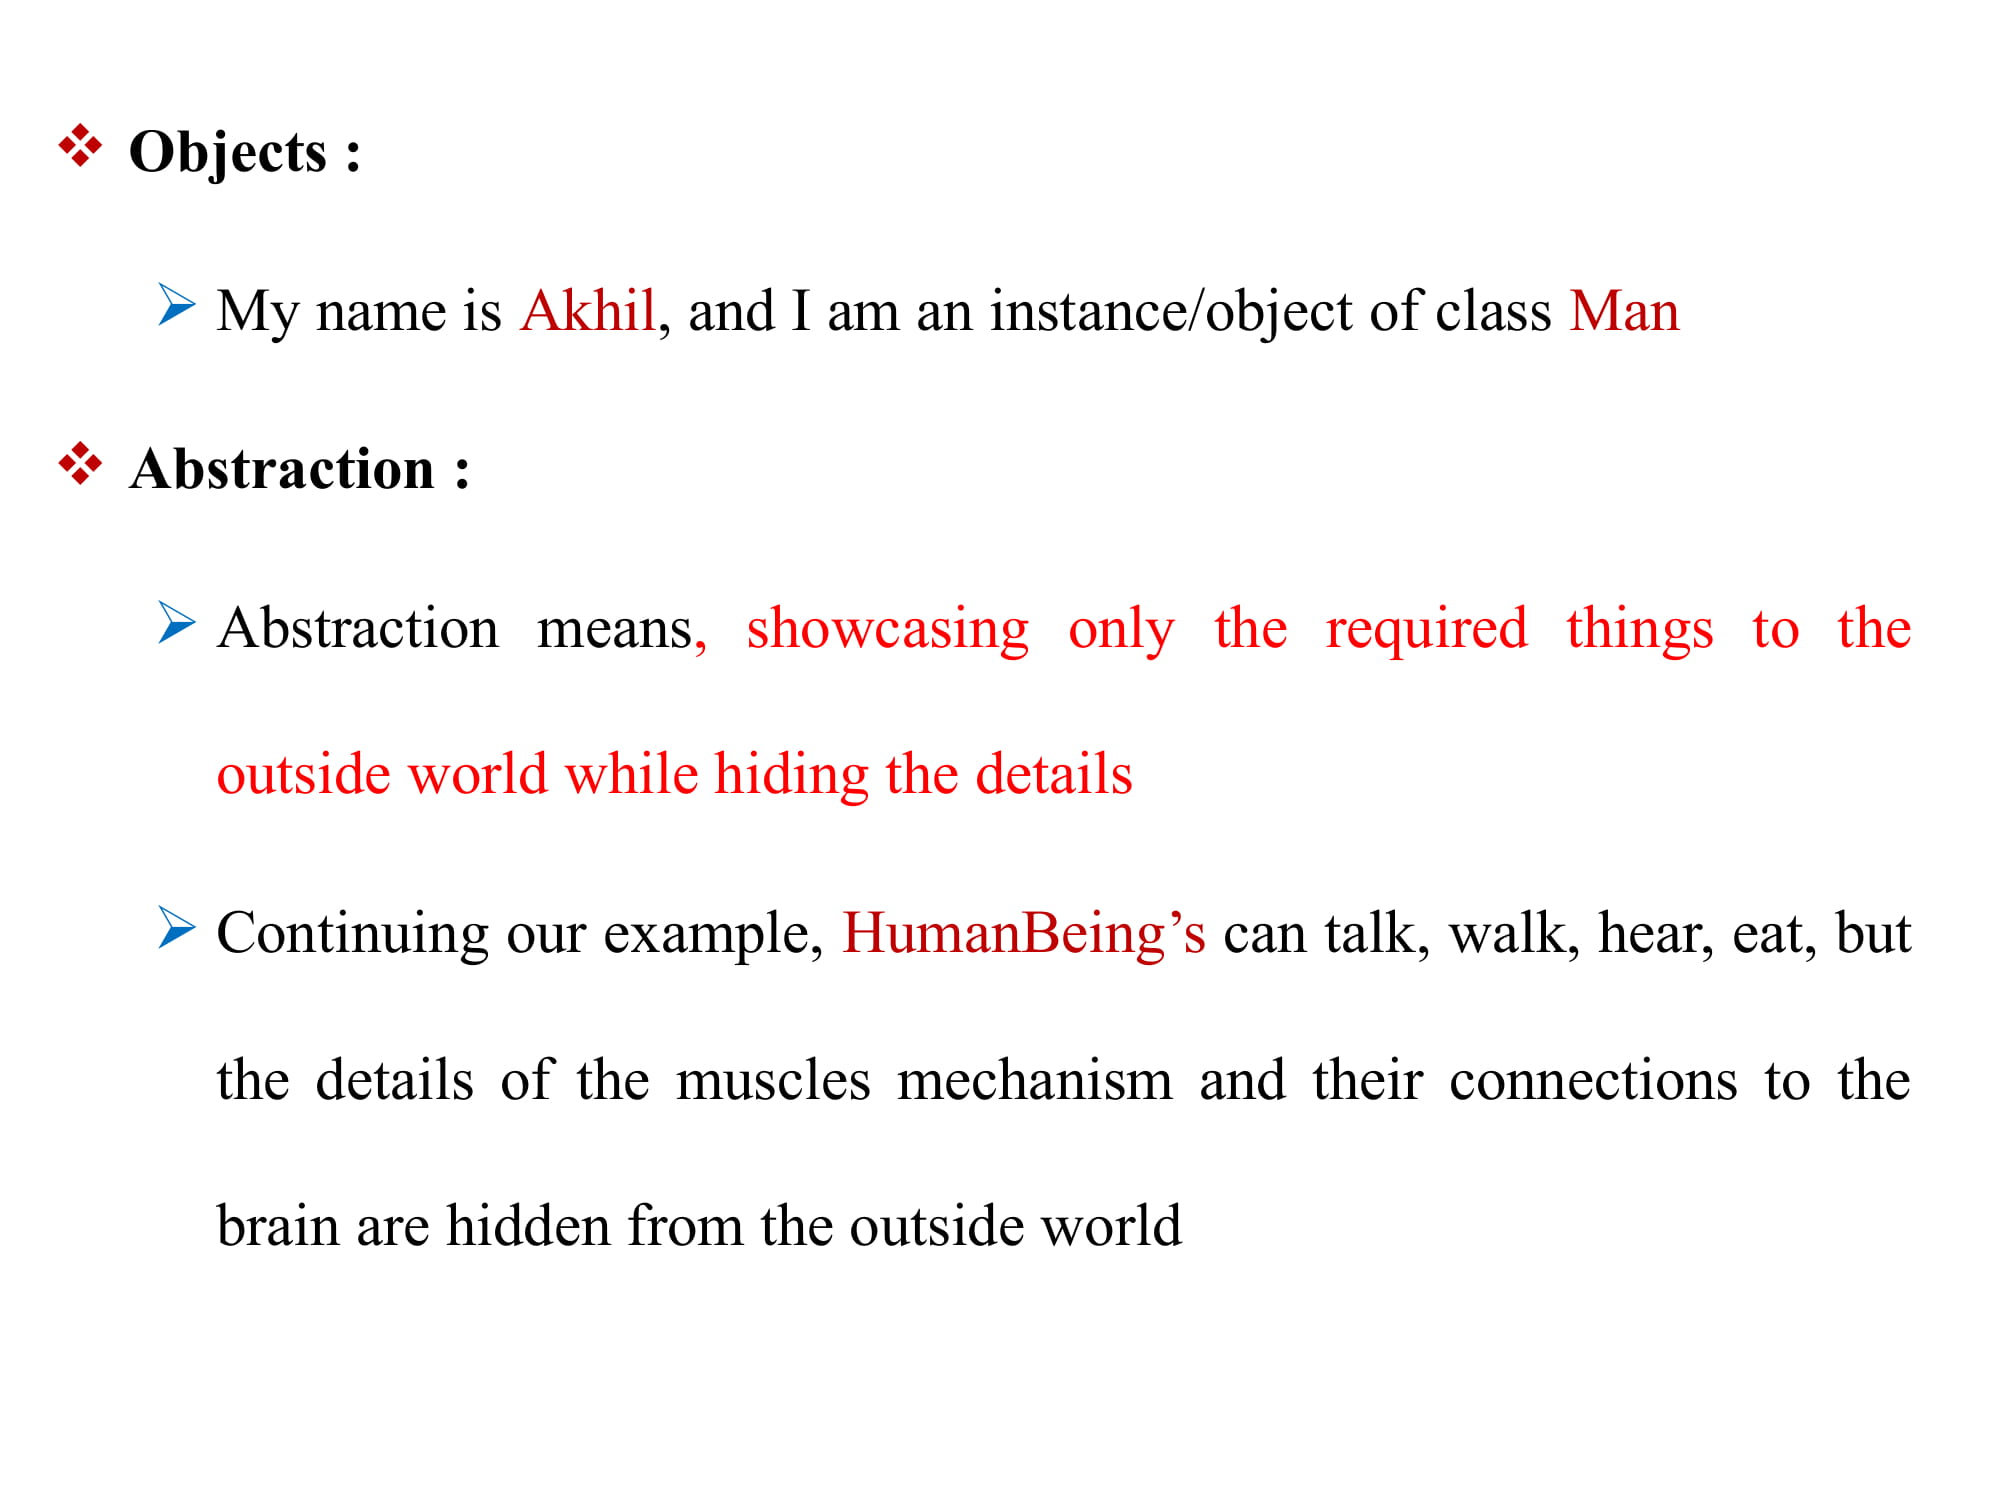 Objects :
My name is Akhil, and I am an instance/object of class Man
Abstraction :
Abstraction means, showcasing only the required things to the
outside world while hiding the details
Continuing our example, HumanBeing’s can talk, walk, hear, eat, but
the details of the muscles mechanism and their connections to the
brain are hidden from the outside world